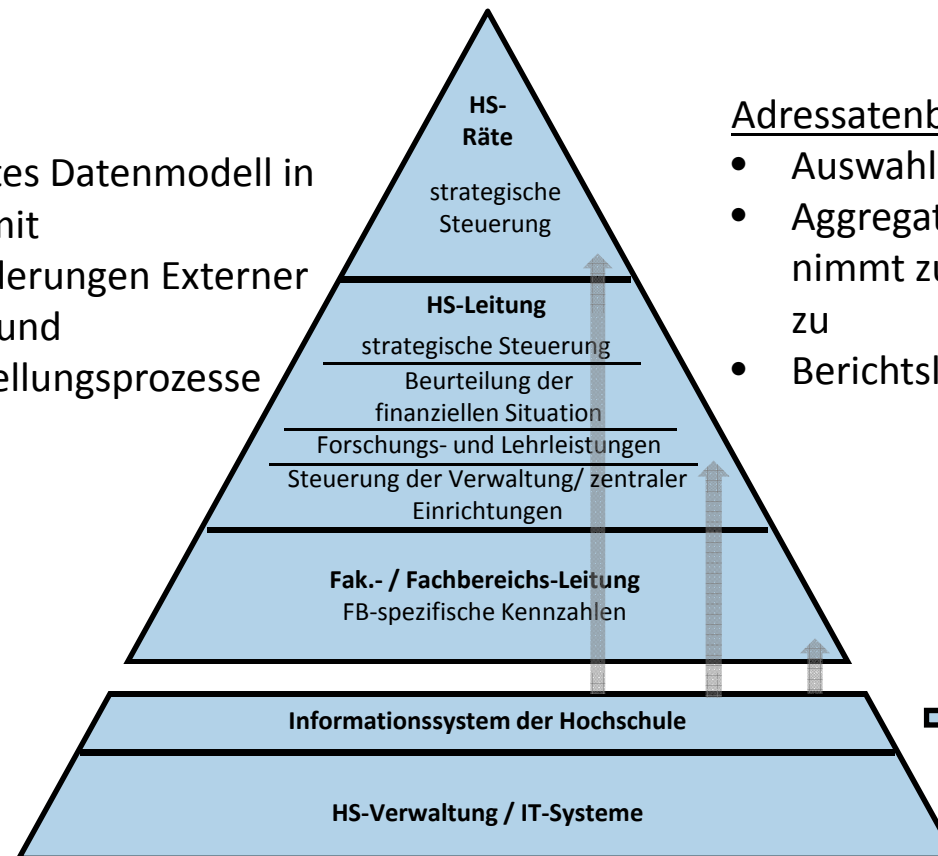 tes Datenmodell in
mit
derungen Externer
und
ellungsprozesse
HS-
Räte
strategische
Steuerung
HS-Leitung
strategische Steuerung
Beurteilung der
finanziellen Situation
Forschungs- und Lehrleistungen
Steuerung der Verwaltung/ zentraler
Einrichtungen
Fak.- / Fachbereichs-Leitung
FB-spezifische Kennzahlen
Informationssystem der Hochschule
HS-Verwaltung / IT-Systeme
Adressatenb
• Auswahl
• Aggregat
nimmt zu
zu
• Berichtsl